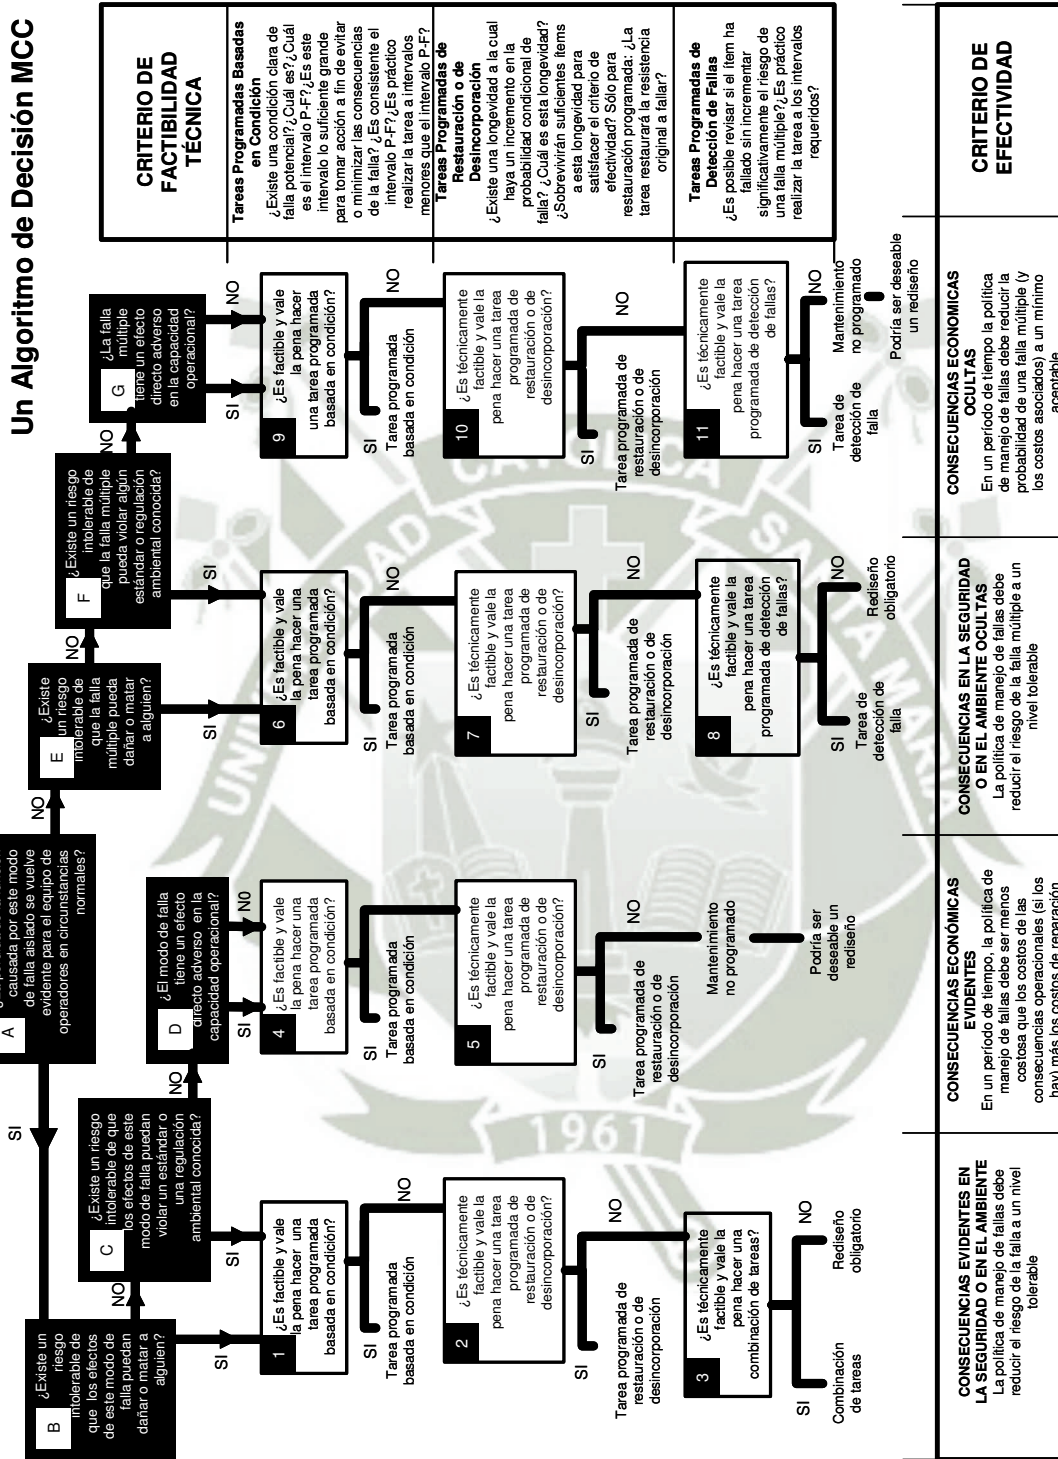 Un Algoritmo de Decisión MCC
A
causada por este modo
de falla aislado se vuelve
evidente para el equipo de
operadores en circunstancias
normales?
SI
NO
B
¿Existe un
riesgo
intolerable de
que los efectos
de este modo de
falla puedan
dañar o matar a
alguien?
NO
SI
C
¿Existe un riesgo
intolerable de que
los efectos de este
modo de falla puedan
violar un estándar o
una regulación
ambiental conocida?
NO
SI
D
¿El modo de falla
tiene un efecto
directo adverso en la
capacidad operacional?
SI
N0
E
¿Existe
un riesgo
intolerable de
que la falla
múltiple pueda
dañar o matar
a alguien?
NO
SI
F
¿Existe un riesgo
intolerable de
que la falla múltiple
pueda violar algún
estándar o regulación
ambiental conocida?
NO
SI
G
¿La falla
múltiple
tiene un efecto
directo adverso
en la capacidad
operacional?
SI
NO
1
¿Es factible y vale
la pena hacer una
tarea programada
basada en condición?
SI
NO
Tarea programada
basada en condición
2
¿Es técnicamente
factible y vale la
pena hacer una tarea
programada de
restauración o de
desincorporación?
SI
NO
Tarea programada de
restauración o de
desincorporación
3
¿Es técnicamente
factible y vale la
pena hacer una
combinación de tareas?
SI
NO
Combinación
de tareas
Rediseño
obligatorio
4
¿Es factible y vale
la pena hacer una
tarea programada
basada en condición?
SI
NO
Tarea programada
basada en condición
5
¿Es técnicamente
factible y vale la
pena hacer una tarea
programada de
restauración o de
desincorporación?
SI
NO
Tarea programada de
restauración o de
desincorporación
Mantenimiento
no programado
Podría ser
deseable un
rediseño
6
¿Es factible y vale
la pena hacer una
tarea programada
basada en condición?
SI
NO
Tarea programada
basada en condición
7
¿Es técnicamente
factible y vale la
pena hacer una tarea
programada de
restauración o de
desincorporación?
SI
NO
Tarea programada de
restauración o de
desincorporación
8
¿Es técnicamente
factible y vale la
pena hacer una tarea
programada de detección
de fallas?
SI
NO
Tarea de
detección de
falla
Rediseño
obligatorio
9
¿Es factible y vale
la pena hacer
una tarea programada
basada en condición?
SI
NO
Tarea programada
basada en condición
10
¿Es técnicamente
factible y vale la
pena hacer una tarea
programada de
restauración o de
desincorporación?
SI
NO
Tarea programada de
restauración o de
desincorporación
11
¿Es técnicamente
factible y vale la
pena hacer una tarea
programada de detección
de fallas?
SI
NO
Tarea de
detección de
falla
Mantenimiento
no programado
Podría ser deseable
un rediseño
CRITERIO DE
FACTIBILIDAD
TÉCNICA
Tareas Programadas Basadas
en Condición
¿Existe una condición clara de
falla potencial?¿Cuál es?¿Cuál
es el intervalo P-F?¿Es este
intervalo lo suficiente grande
para tomar acción a fin de evitar
o minimizar las consecuencias
de la falla? ¿Es consistente el
intervalo P-F?¿Es práctico
realizar la tarea a intervalos
menores que el intervalo P-F?
Tareas Programadas de
Restauración o de
Desincorporación
¿Existe una longevidad a la cual
haya un incremento en la
probabilidad condicional de
falla? ¿Cuál es esta longevidad?
¿Sobrevivirán suficientes ítems
a esta longevidad para
satisfacer el criterio de
efectividad? Sólo para
restauración programada: ¿La
tarea restaurará la resistencia
original a fallar?
Tareas Programadas de
Detección de Fallas
¿Es posible revisar si el ítem ha
fallado sin incrementar
significativamente el riesgo de
una falla múltiple?¿Es práctico
realizar la tarea a los intervalos
requeridos?
CONSECUENCIAS EVIDENTES EN
LA SEGURIDAD O EN EL AMBIENTE
La política de manejo de fallas debe
reducir el riesgo de la falla a un nivel
tolerable
CONSECUENCIAS ECONÓMICAS
EVIDENTES
En un período de tiempo, la política de
manejo de fallas debe ser menos
costosa que los costos de las
consecuencias operacionales (si los
hay) más los costos de reparación
CONSECUENCIAS EN LA SEGURIDAD
O EN EL AMBIENTE OCULTAS
La política de manejo de fallas debe
reducir el riesgo de la falla múltiple a un
nivel tolerable
CONSECUENCIAS ECONOMICAS
OCULTAS
En un período de tiempo la política
de manejo de fallas debe reducir la
probabilidad de una falla múltiple (y
los costos asociados) a un mínimo
aceptable
CRITERIO DE
EFECTIVIDAD
UNIVERSIDAD CATOLICA SANTA MARIA
1961